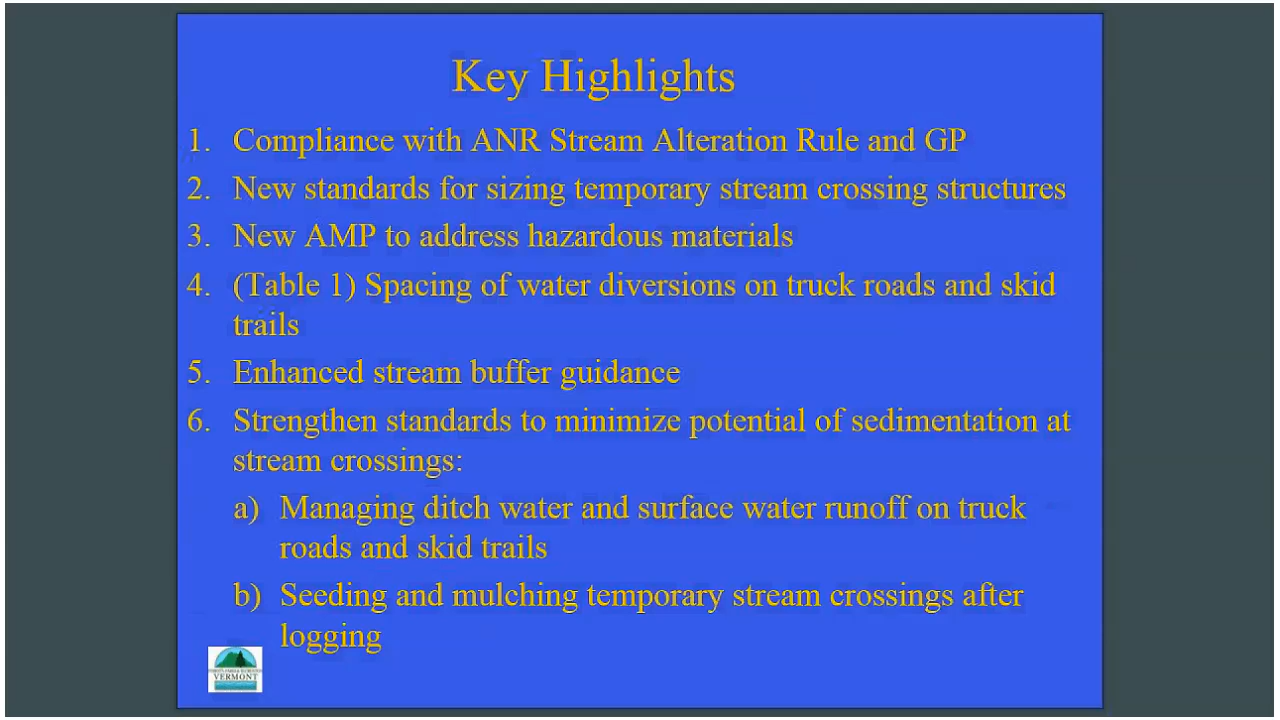 Key Highlights
1. Compliance with ANR Stream Alteration Rule and GP
2. New standards for sizing temporary stream crossing structures
3. New AMP to address hazardous materials
4. (Table 1) Spacing of water diversions on truck roads and skid
trails
5. Enhanced stream buffer guidance
6. Strengthen standards to minimize potential of sedimentation at
stream crossings:
a) Managing ditch water and surface water runoff on truck
roads and skid trails
b) Seeding and mulching temporary stream crossings after
logging
VERMONT